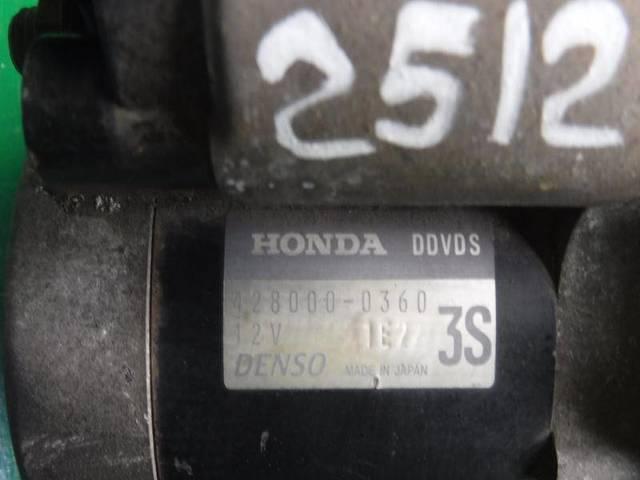 2512
HONDA DDVDS
428000-0360
12V 1E7 3S
DENSO MADE IN JAPAN